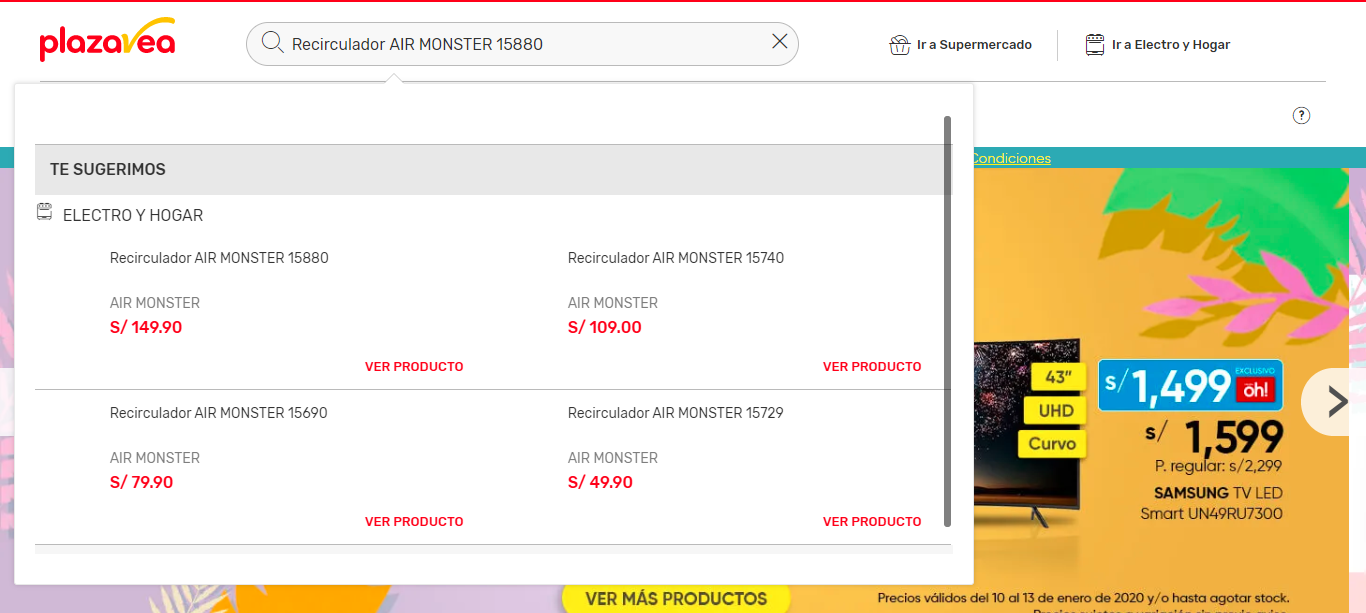 plazavea
Recirculador AIR MONSTER 15880
Ir a Supermercado
Ir a Electro y Hogar
?
Condiciones
TE SUGERIMOS
ELECTRO Y HOGAR
Recirculador AIR MONSTER 15880
AIR MONSTER
S/ 149.90
VER PRODUCTO
Recirculador AIR MONSTER 15740
AIR MONSTER
S/ 109.00
VER PRODUCTO
Recirculador AIR MONSTER 15690
AIR MONSTER
S/ 79.90
VER PRODUCTO
Recirculador AIR MONSTER 15729
AIR MONSTER
S/ 49.90
VER PRODUCTO
43"
UHD
Curvo
S/ 1,499
EXCLUSIVO
oh!
S/ 1,599
P. regular: s/2,299
SAMSUNG TV LED
Smart UN49RU7300
VER MÁS PRODUCTOS
Precios válidos del 10 al 13 de enero de 2020 y/o hasta agotar stock.